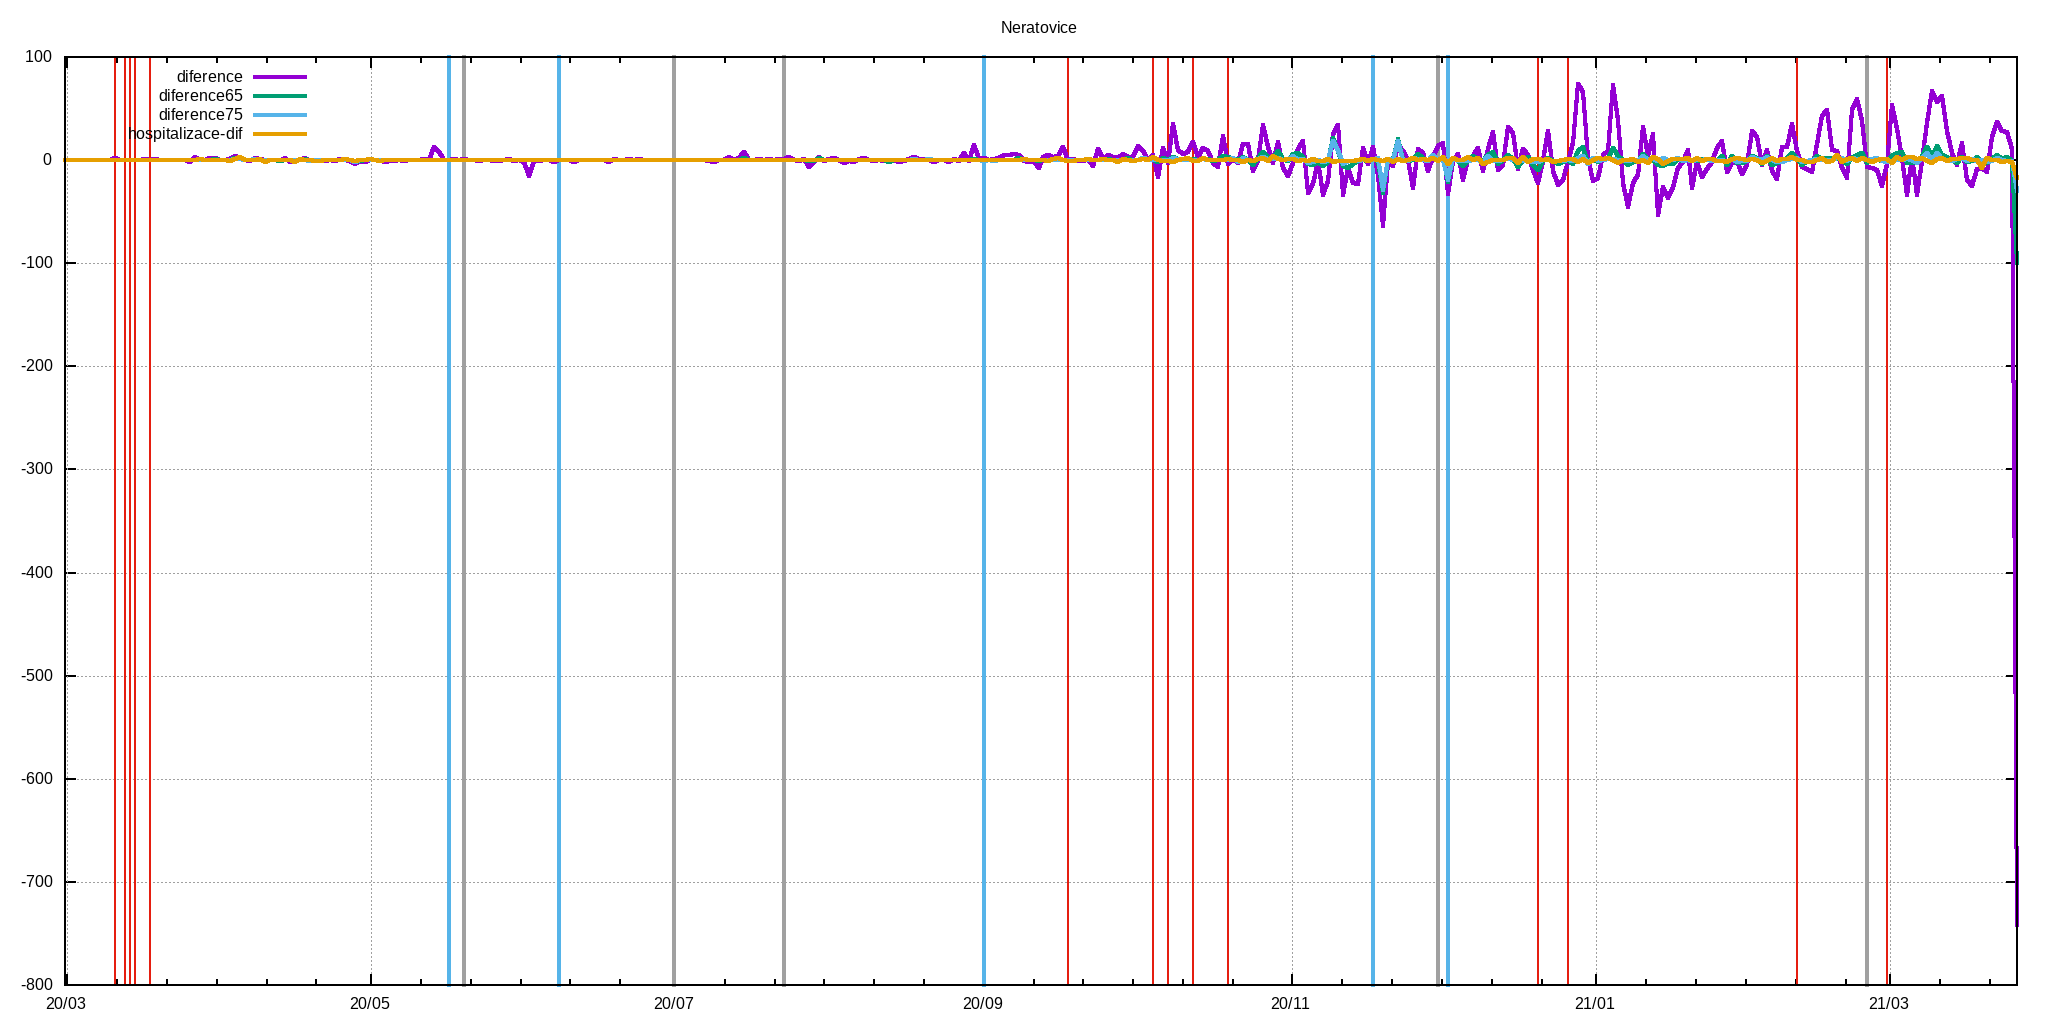 Neratovice
100
diference
diference65
diference75
hospitalizace-dif
0
-100
-200
-300
-400
-500
-600
-700
-800
20/03 20/05 20/07 20/09 20/11 21/01 21/03